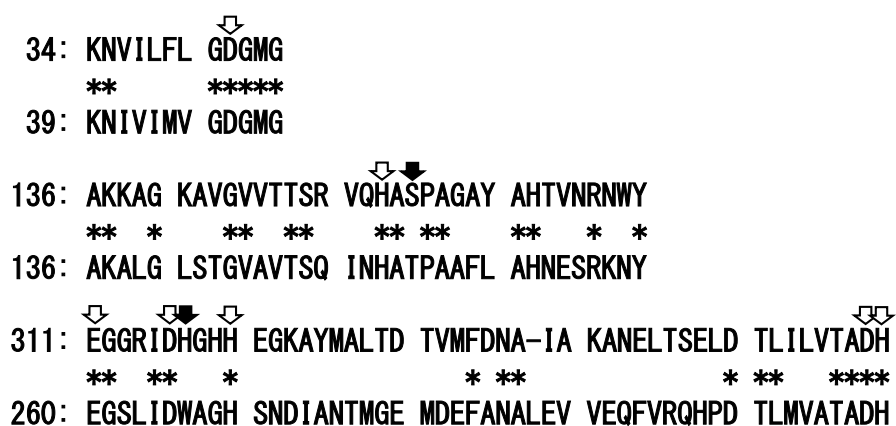 34: KNVILFL GDGMG
** *****
39: KNIVIMV GDGMG
136: AKKAG KAVGVVTTSR VQHASPAGAY AHTVNRNWY
** * ** ** ** ** ** * *
136: AKALG LSTGVAVTSQ INHATPAAFL AHNESRKNY
311: EGGRIDHGHH EGKAYMALTD TVMFDNA-IA KANELTSELD TLILVTADH
** ** * * ** * ** ****
260: EGSLIDWAGH SNDIANTMGE MDEFANALEV VEQFVRQHPD TLMVATADH